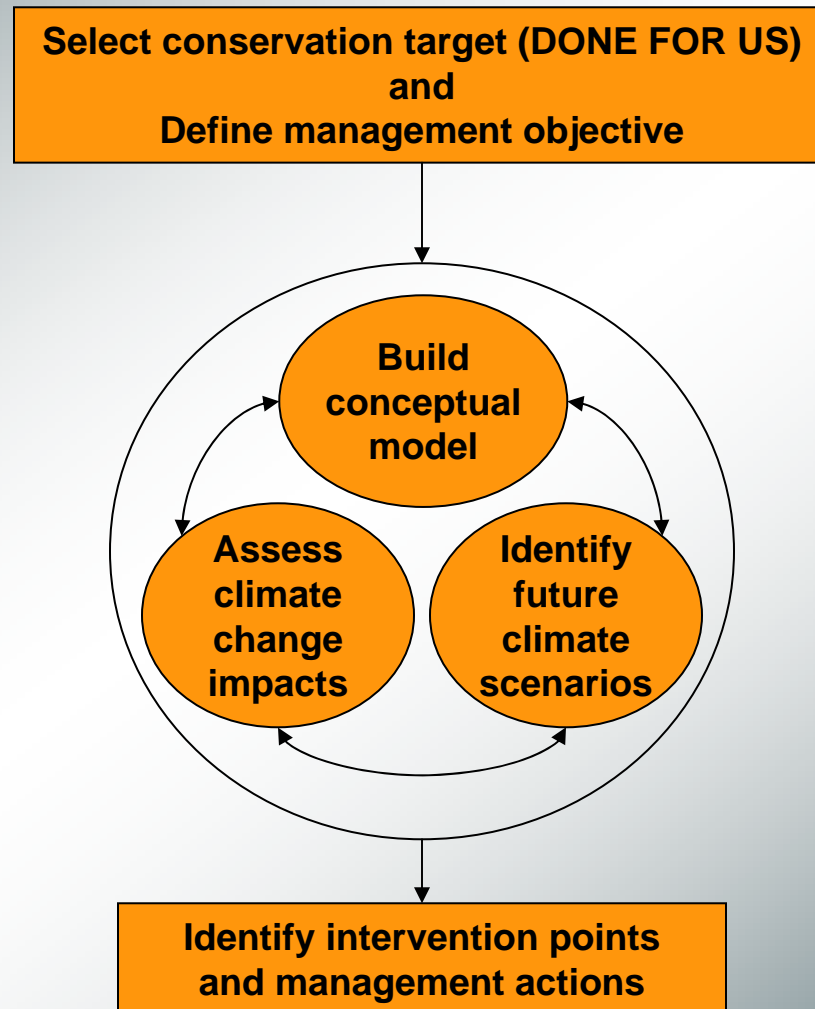 Select conservation target (DONE FOR US)
and
Define management objective
Build
conceptual
model
Assess
climate
change
impacts
Identify
future
climate
scenarios
Identify intervention points
and management actions